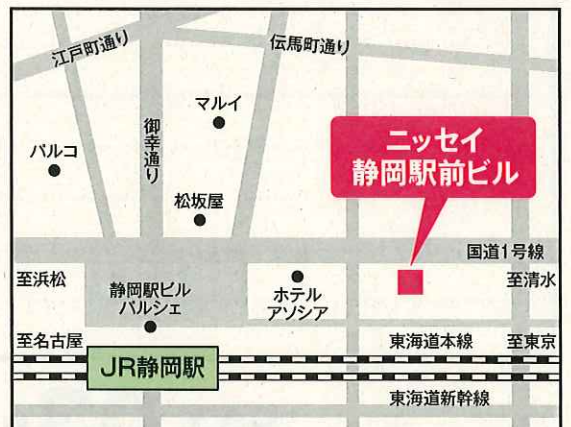 江戸町通り
伝馬町通り
マルイ
御幸通り
パルコ
ニッセイ
静岡駅前ビル
松坂屋
国道1号線
至浜松
静岡駅ビル
パルシェ
ホテル
アソシア
至清水
至名古屋
東海道本線
至東京
JR静岡駅
東海道新幹線